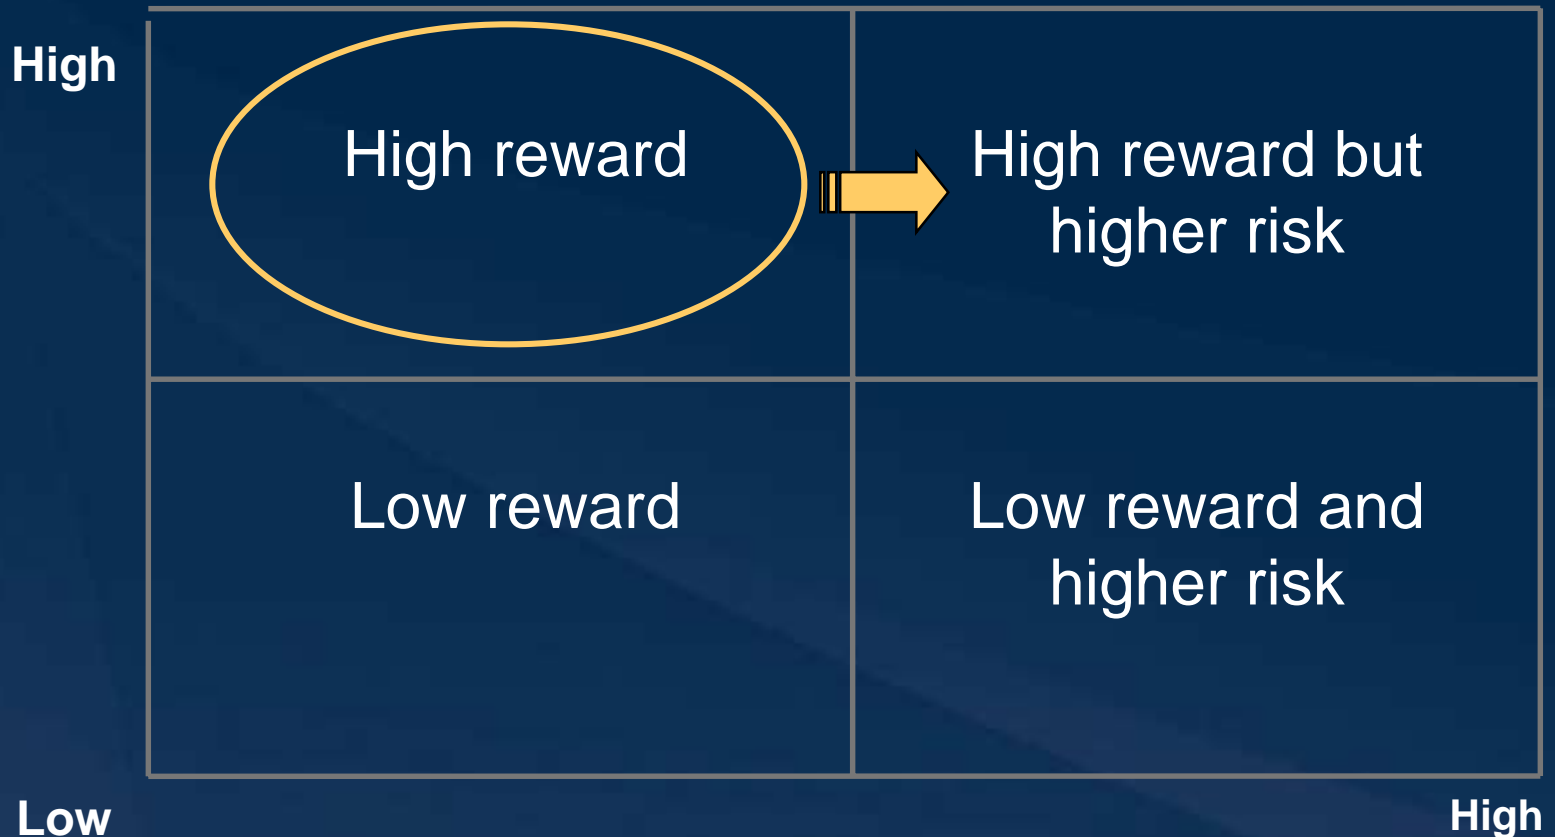 High
High reward
High reward but
higher risk
Low reward
Low reward and
higher risk
Low
High